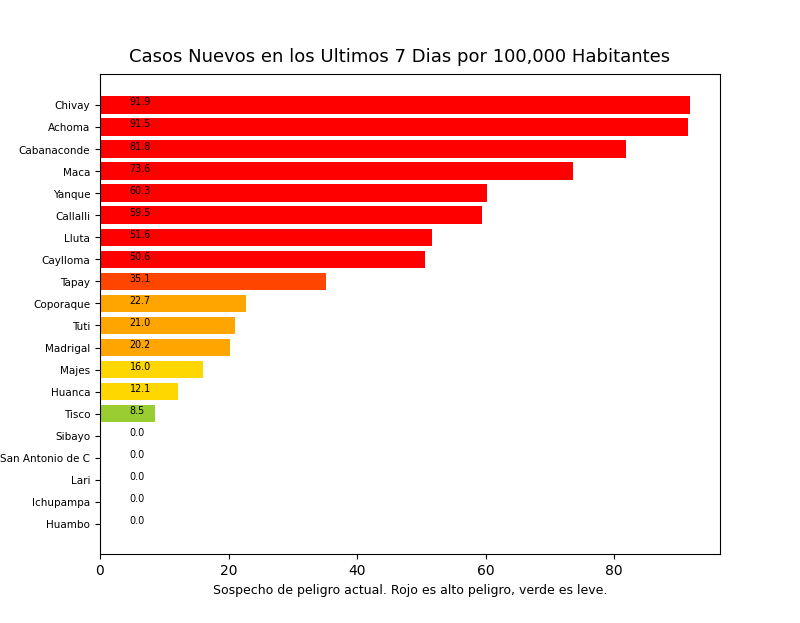 Casos Nuevos en los Ultimos 7 Dias por 100,000 Habitantes
Chivay 91.9
Achoma 91.5
Cabanaconde 81.8
Maca 73.6
Yanque 60.3
Callalli 59.5
Lluta 51.6
Caylloma 50.6
Tapay 35.1
Coporaque 22.7
Tuti 21.0
Madrigal 20.2
Majes 16.0
Huanca 12.1
Tisco 8.5
Sibayo 0.0
San Antonio de C 0.0
Lari 0.0
Ichupampa 0.0
Huambo 0.0
0 20 40 60 80
Sospecho de peligro actual. Rojo es alto peligro, verde es leve.